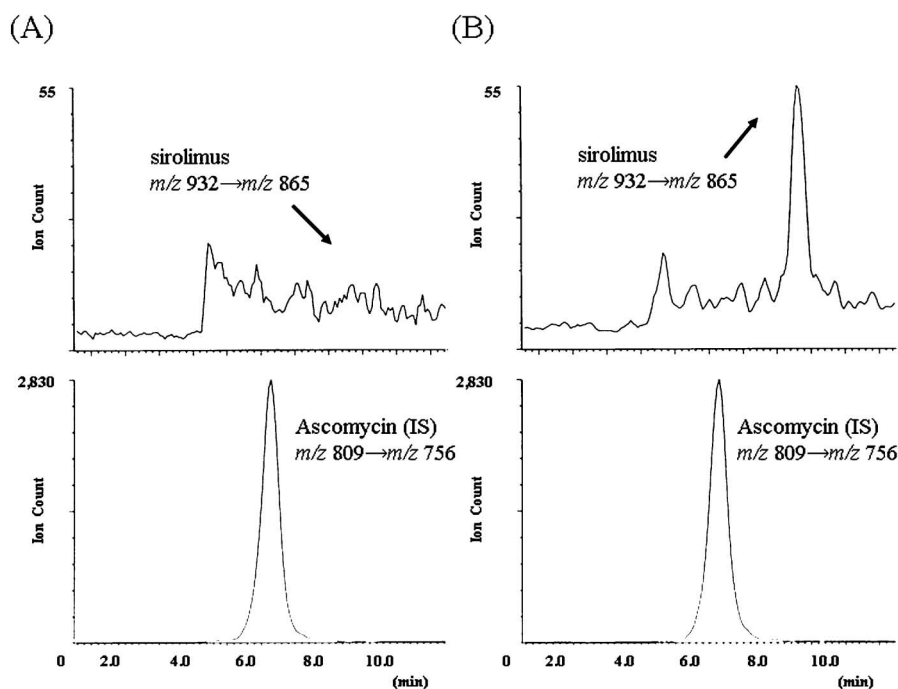 (A)
55
sirolimus
m/z 932→m/z 865
Ion Count
2,830
Ascomycin (IS)
m/z 809→m/z 756
Ion Count
0 2.0 4.0 6.0 8.0 10.0
(min)
(B)
55
sirolimus
m/z 932→m/z 865
Ion Count
2,830
Ascomycin (IS)
m/z 809→m/z 756
Ion Count
0 2.0 4.0 6.0 8.0 10.0
(min)